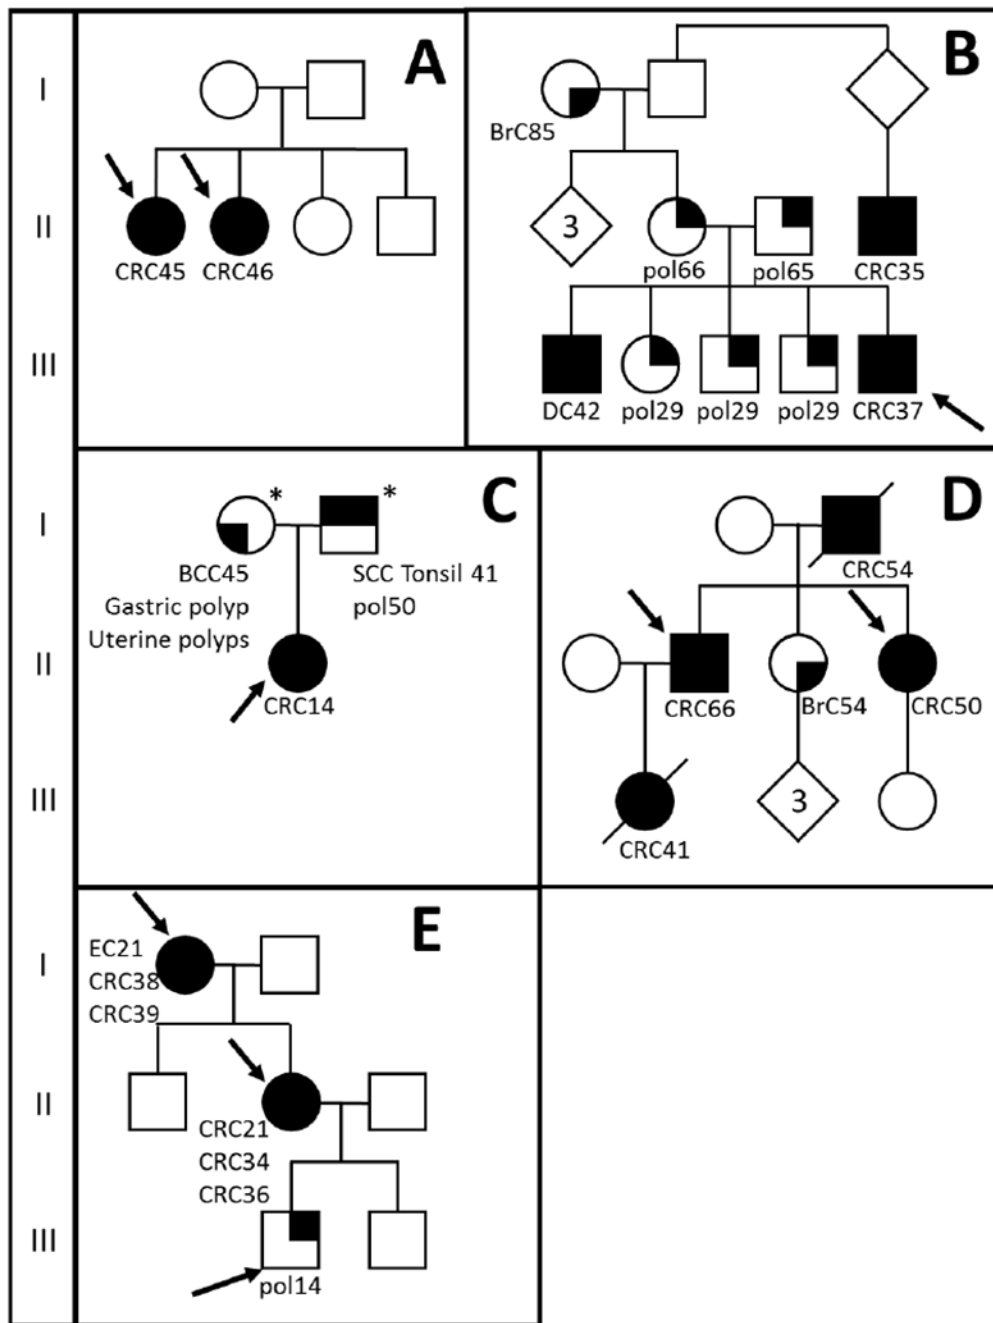 A
I
II
III
CRC45 CRC46
B
BrC85
3
pol66 pol65 CRC35
DC42 pol29 pol29 pol29 CRC37
C
I
II
III
* *
BCC45 SCC Tonsil 41
Gastric polyp pol50
Uterine polyps
CRC14
D
CRC54
CRC66 BrC54 CRC50
3
CRC41
E
I
II
III
EC21
CRC38
CRC39
CRC21
CRC34
CRC36
pol14